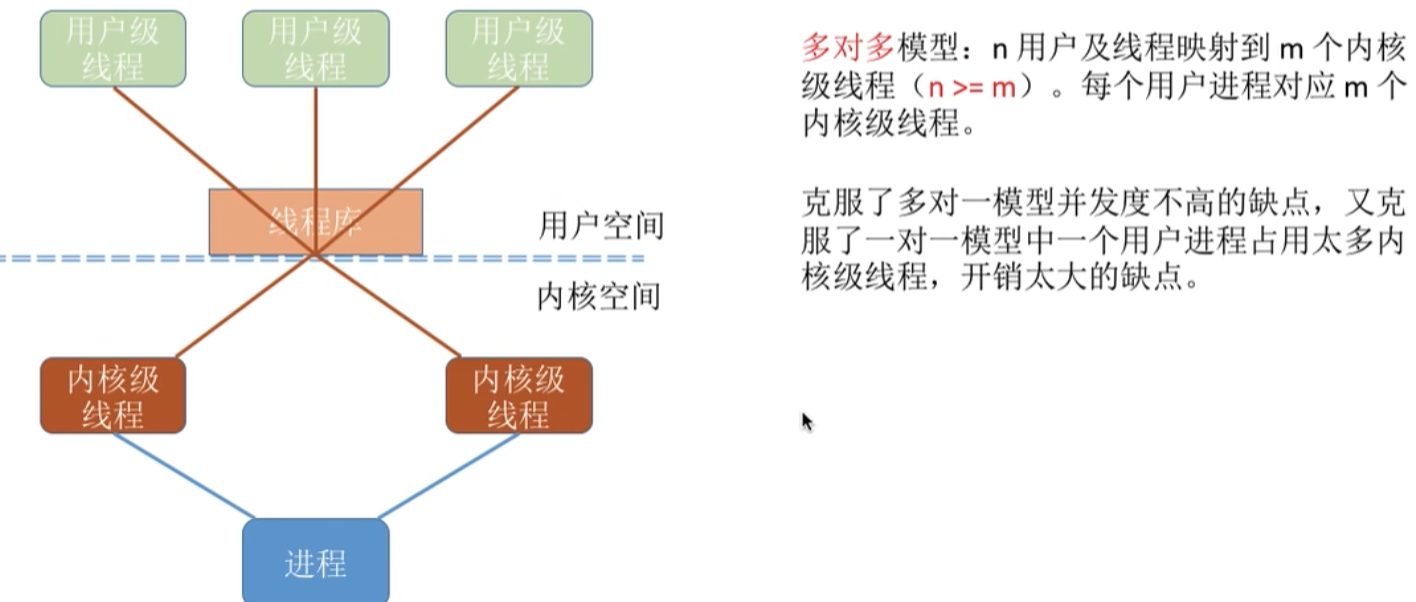 用户级
线程
用户级
线程
用户级
线程
线程库
用户空间
内核空间
内核级
线程
内核级
线程
进程
多对多模型：n 用户及线程映射到 m 个内核
级线程（n >= m）。每个用户进程对应 m 个
内核级线程。
克服了多对一模型并发度不高的缺点，又克
服了一对一模型中一个用户进程占用太多内
核级线程，开销太大的缺点。